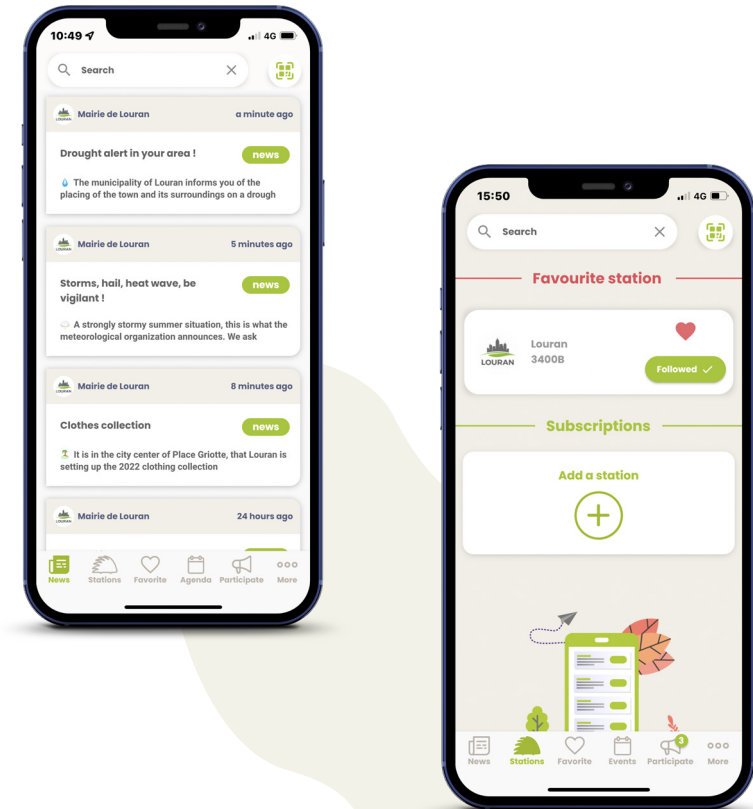 10:49
4G
Search
LOURAN
Mairie de Louran
a minute ago
Drought alert in your area !
news
The municipality of Louran informs you of the
placing of the town and its surroundings on a drough
LOURAN
Mairie de Louran
5 minutes ago
Storms, hail, heat wave, be
vigilant !
news
A strongly stormy summer situation, this is what the
meteorological organization announces. We ask
LOURAN
Mairie de Louran
8 minutes ago
Clothes collection
news
It is in the city center of Place Griotte, that Louran is
setting up the 2022 clothing collection
LOURAN
Mairie de Louran
24 hours ago
News
Stations
Favorite
Agenda
Participate
More
15:50
4G
Search
Favourite station
LOURAN
Louran
3400B
Followed
Subscriptions
Add a station
News
Stations
Favorite
Events
3
Participate
More